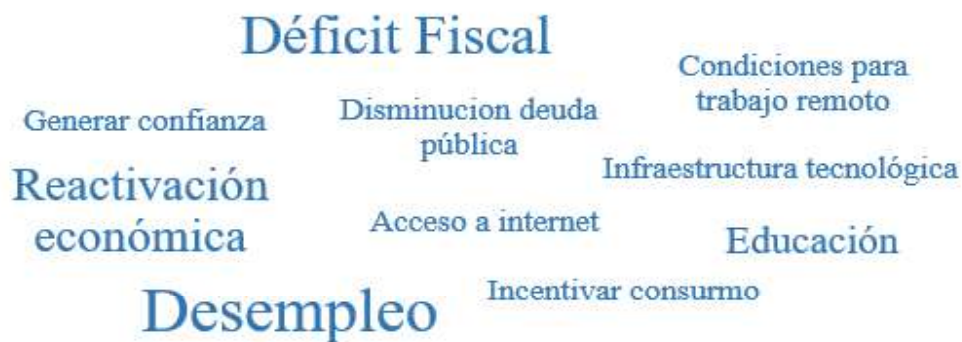 Déficit Fiscal
Condiciones para
trabajo remoto
Generar confianza
Disminucion deuda
pública
Infraestructura tecnológica
Reactivación
económica
Acceso a internet
Educación
Incentivar consurmo
Desempleo